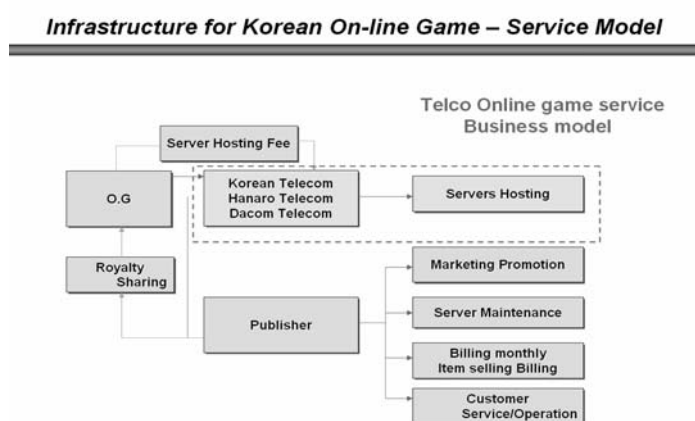 Infrastructure for Korean On-line Game – Service Model
Telco Online game service
Business model
Server Hosting Fee
O.G
Korean Telecom
Hanaro Telecom
Dacom Telecom
Servers Hosting
Royalty
Sharing
Marketing Promotion
Publisher
Server Maintenance
Billing monthly
Item selling Billing
Customer
Service/Operation